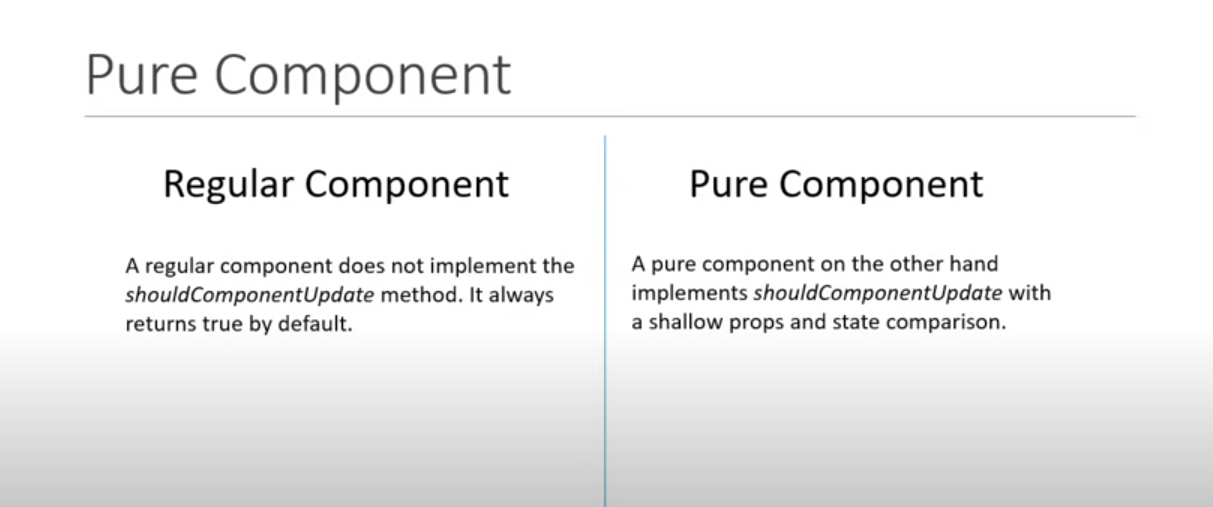 Pure Component
Regular Component
A regular component does not implement the
shouldComponentUpdate method. It always
returns true by default.
Pure Component
A pure component on the other hand
implements shouldComponentUpdate with
a shallow props and state comparison.